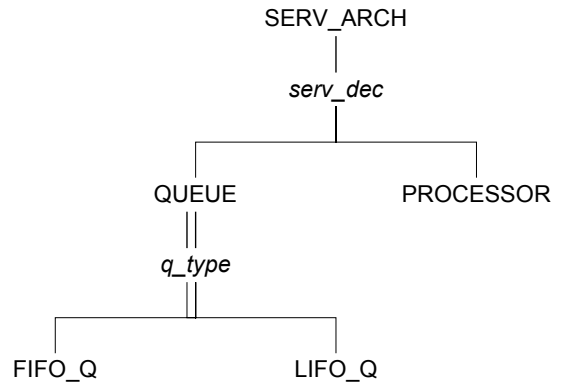 SERV_ARCH
serv_dec
QUEUE PROCESSOR
q_type
FIFO_Q LIFO_Q